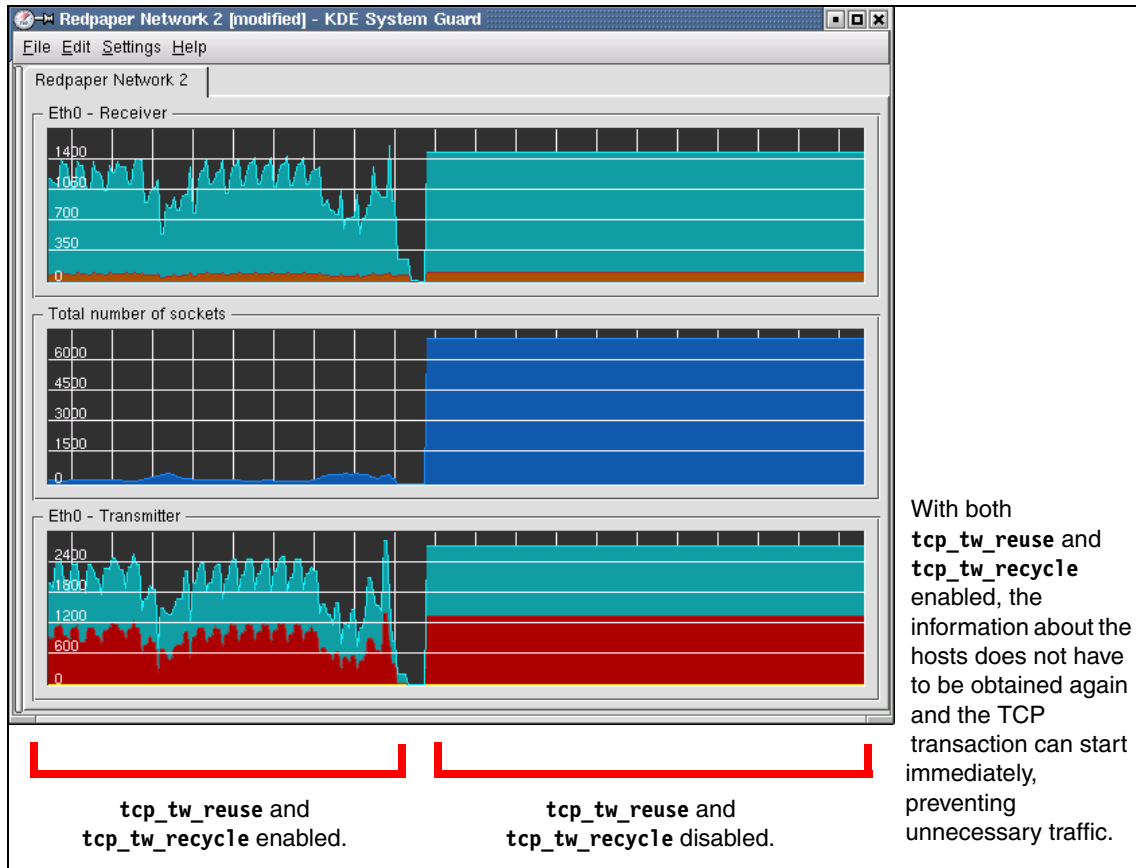 Redpaper Network 2 [modified] - KDE System Guard
File Edit Settings Help
Redpaper Network 2
Eth0 - Receiver
1400
1050
700
350
0
Total number of sockets
6000
4500
3000
1500
0
Eth0 - Transmitter
2400
1800
1200
600
0
With both
tcp_tw_reuse and
tcp_tw_recycle
enabled, the
information about the
hosts does not have
to be obtained again
and the TCP
transaction can start
immediately,
preventing
unnecessary traffic.
tcp_tw_reuse and
tcp_tw_recycle enabled.
tcp_tw_reuse and
tcp_tw_recycle disabled.